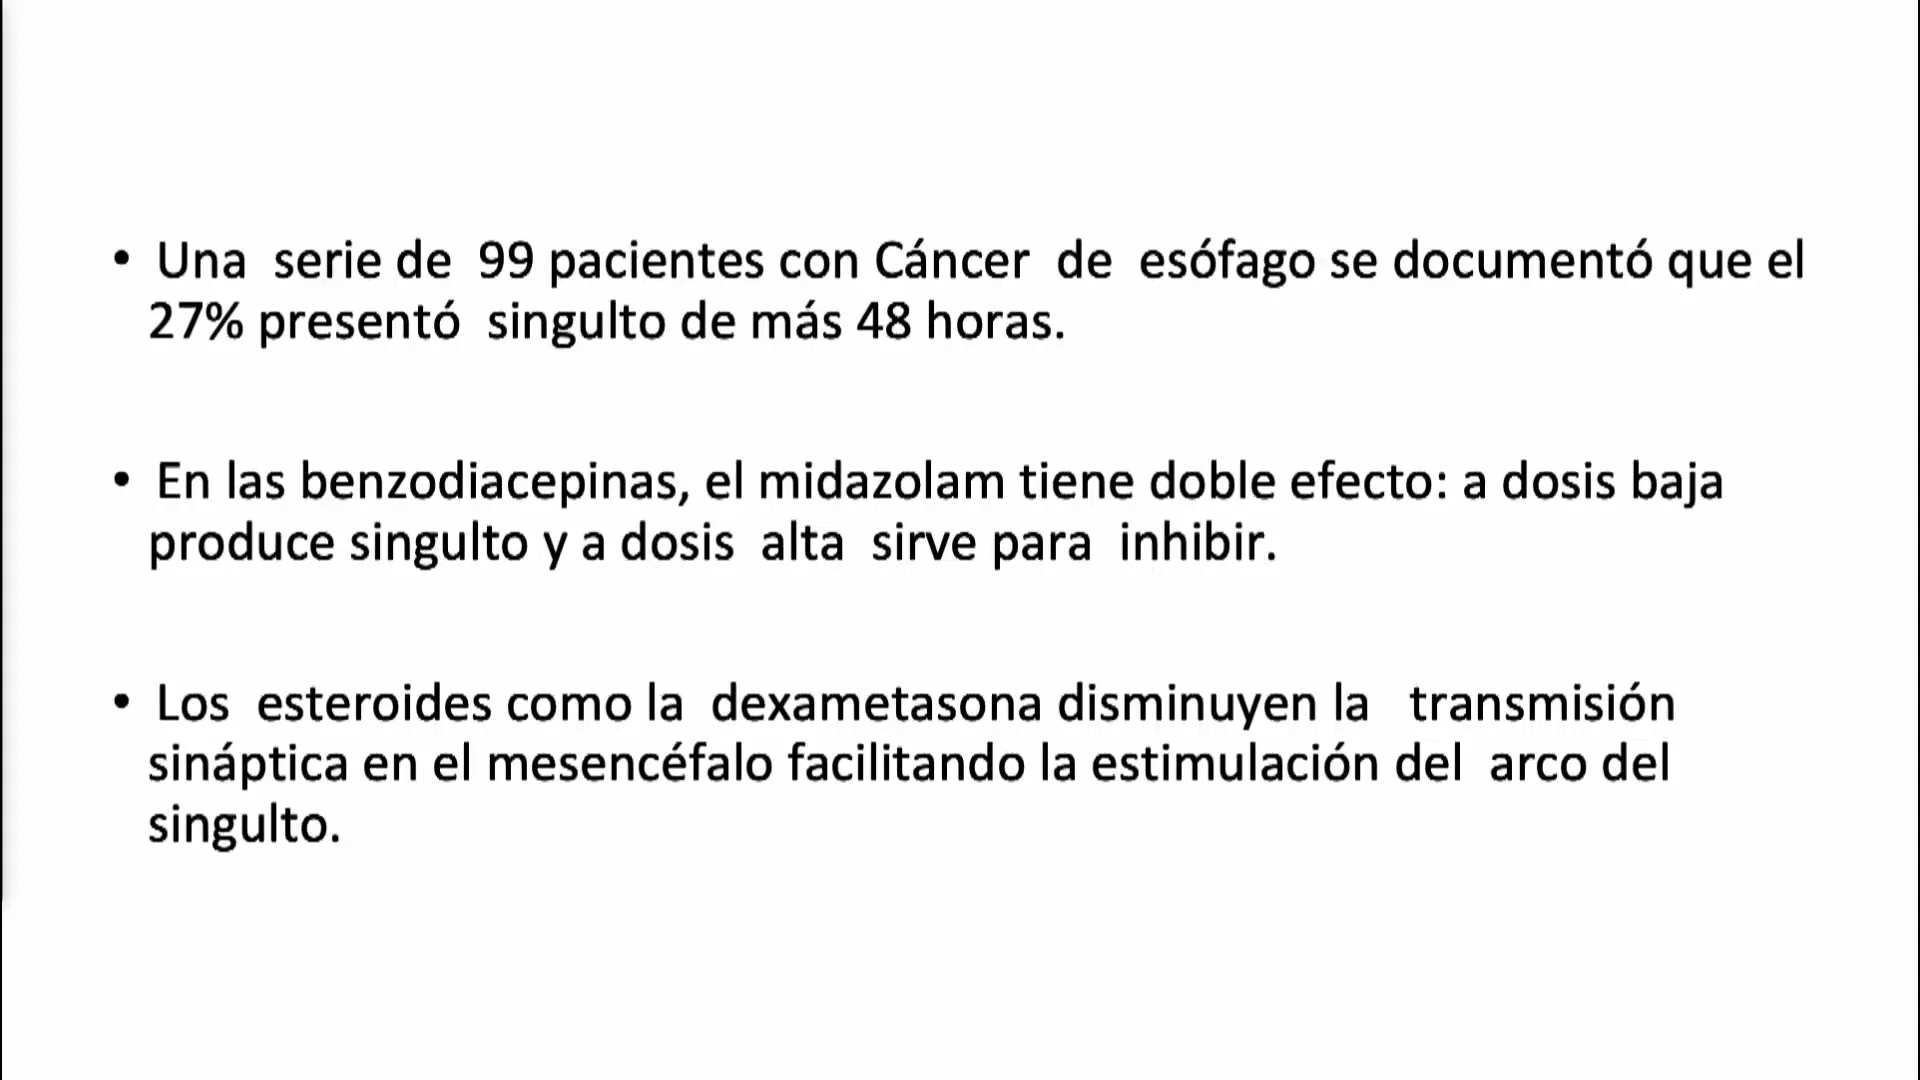 • Una serie de 99 pacientes con Cáncer de esófago se documentó que el
27% presentó singulto de más 48 horas.
• En las benzodiacepinas, el midazolam tiene doble efecto: a dosis baja
produce singulto y a dosis alta sirve para inhibir.
• Los esteroides como la dexametasona disminuyen la transmisión
sináptica en el mesencéfalo facilitando la estimulación del arco del
singulto.